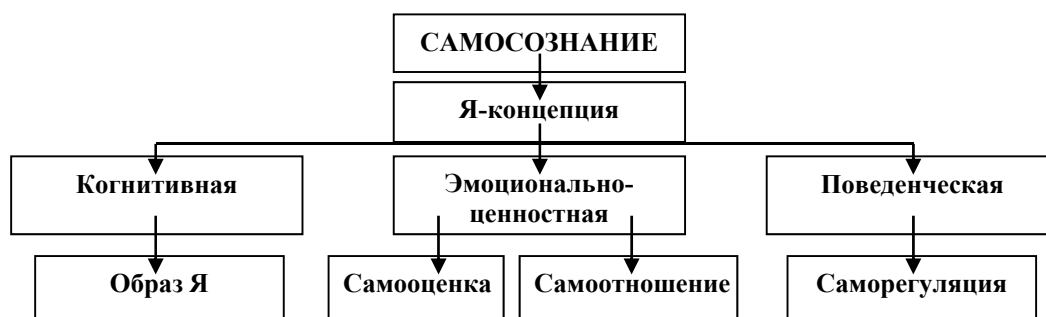 САМОСОЗНАНИЕ
Я-концепция
Когнитивная
Эмоционально-
ценностная
Поведенческая
Образ Я
Самооценка
Самоотношение
Саморегуляция